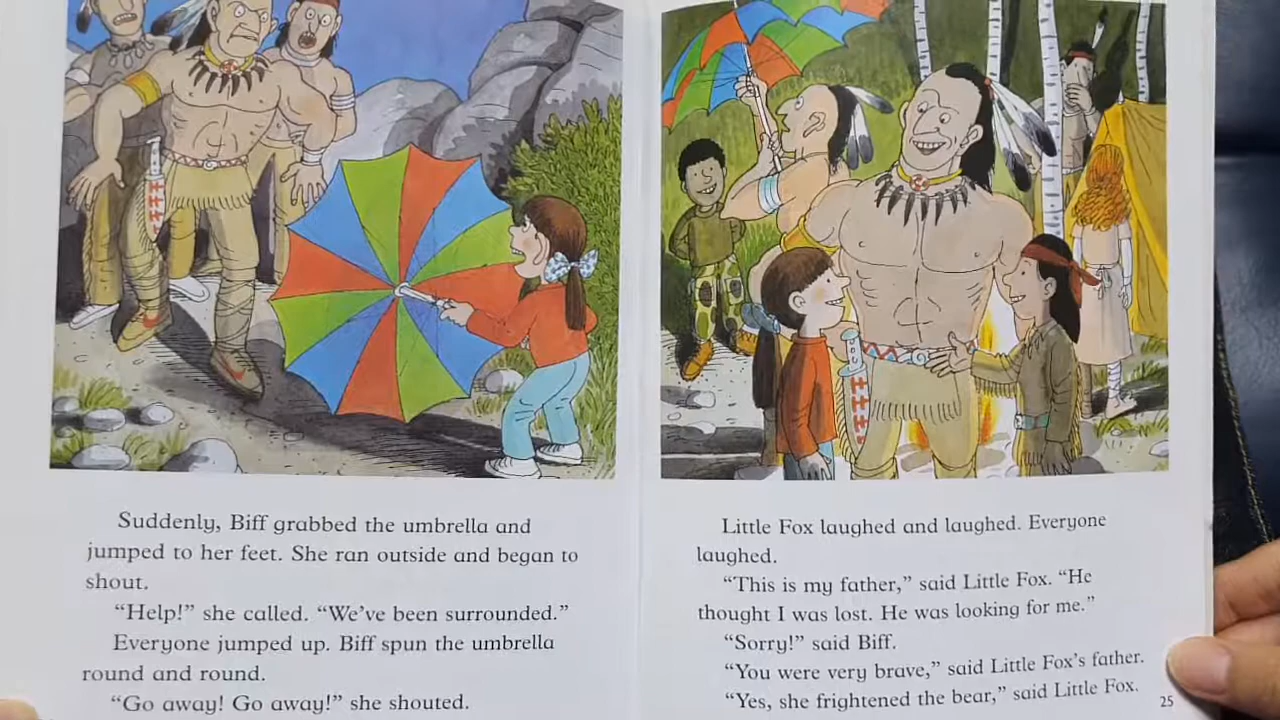 Suddenly, Biff grabbed the umbrella and
jumped to her feet. She ran outside and began to
shout.
“Help!” she called. “We’ve been surrounded.”
Everyone jumped up. Biff spun the umbrella
round and round.
“Go away! Go away!” she shouted.
Little Fox laughed and laughed. Everyone
laughed.
“This is my father,” said Little Fox. “He
thought I was lost. He was looking for me.”
“Sorry!” said Biff.
“You were very brave,” said Little Fox’s father.
“Yes, she frightened the bear,” said Little Fox.
25